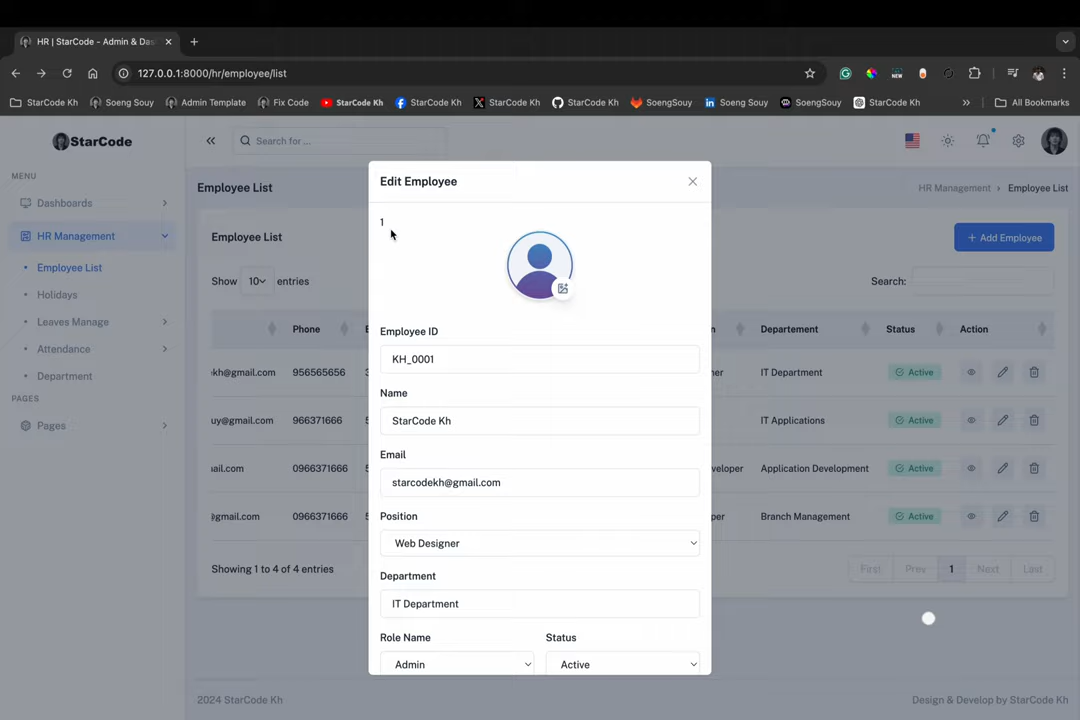 HR | StarCode - Admin & Das
127.0.0.1:8000/hr/employee/list
StarCode Kh
Soeng Souy
Admin Template
Fix Code
StarCode Kh
StarCode Kh
StarCode Kh
StarCode Kh
SoengSouy
Soeng Souy
SoengSouy
StarCode Kh
All Bookmarks
StarCode
Search for ...
MENU
Dashboards
HR Management
Employee List
Holidays
Leaves Manage
Attendance
Department
PAGES
Pages
Employee List
HR Management
Employee List
Employee List
Add Employee
Show 10 entries
Search:
Phone
Departement
Status
Action
kh@gmail.com 956565656
IT Department
Active
uy@gmail.com 966371666
IT Applications
Active
ail.com 0966371666
veloper Application Development
Active
@gmail.com 0966371666
per Branch Management
Active
Showing 1 to 4 of 4 entries
First Prev 1 Next Last
Edit Employee
1
Employee ID
KH_0001
Name
StarCode Kh
Email
starcodekh@gmail.com
Position
Web Designer
Department
IT Department
Role Name
Status
Admin
Active
2024 StarCode Kh
Design & Develop by StarCode Kh